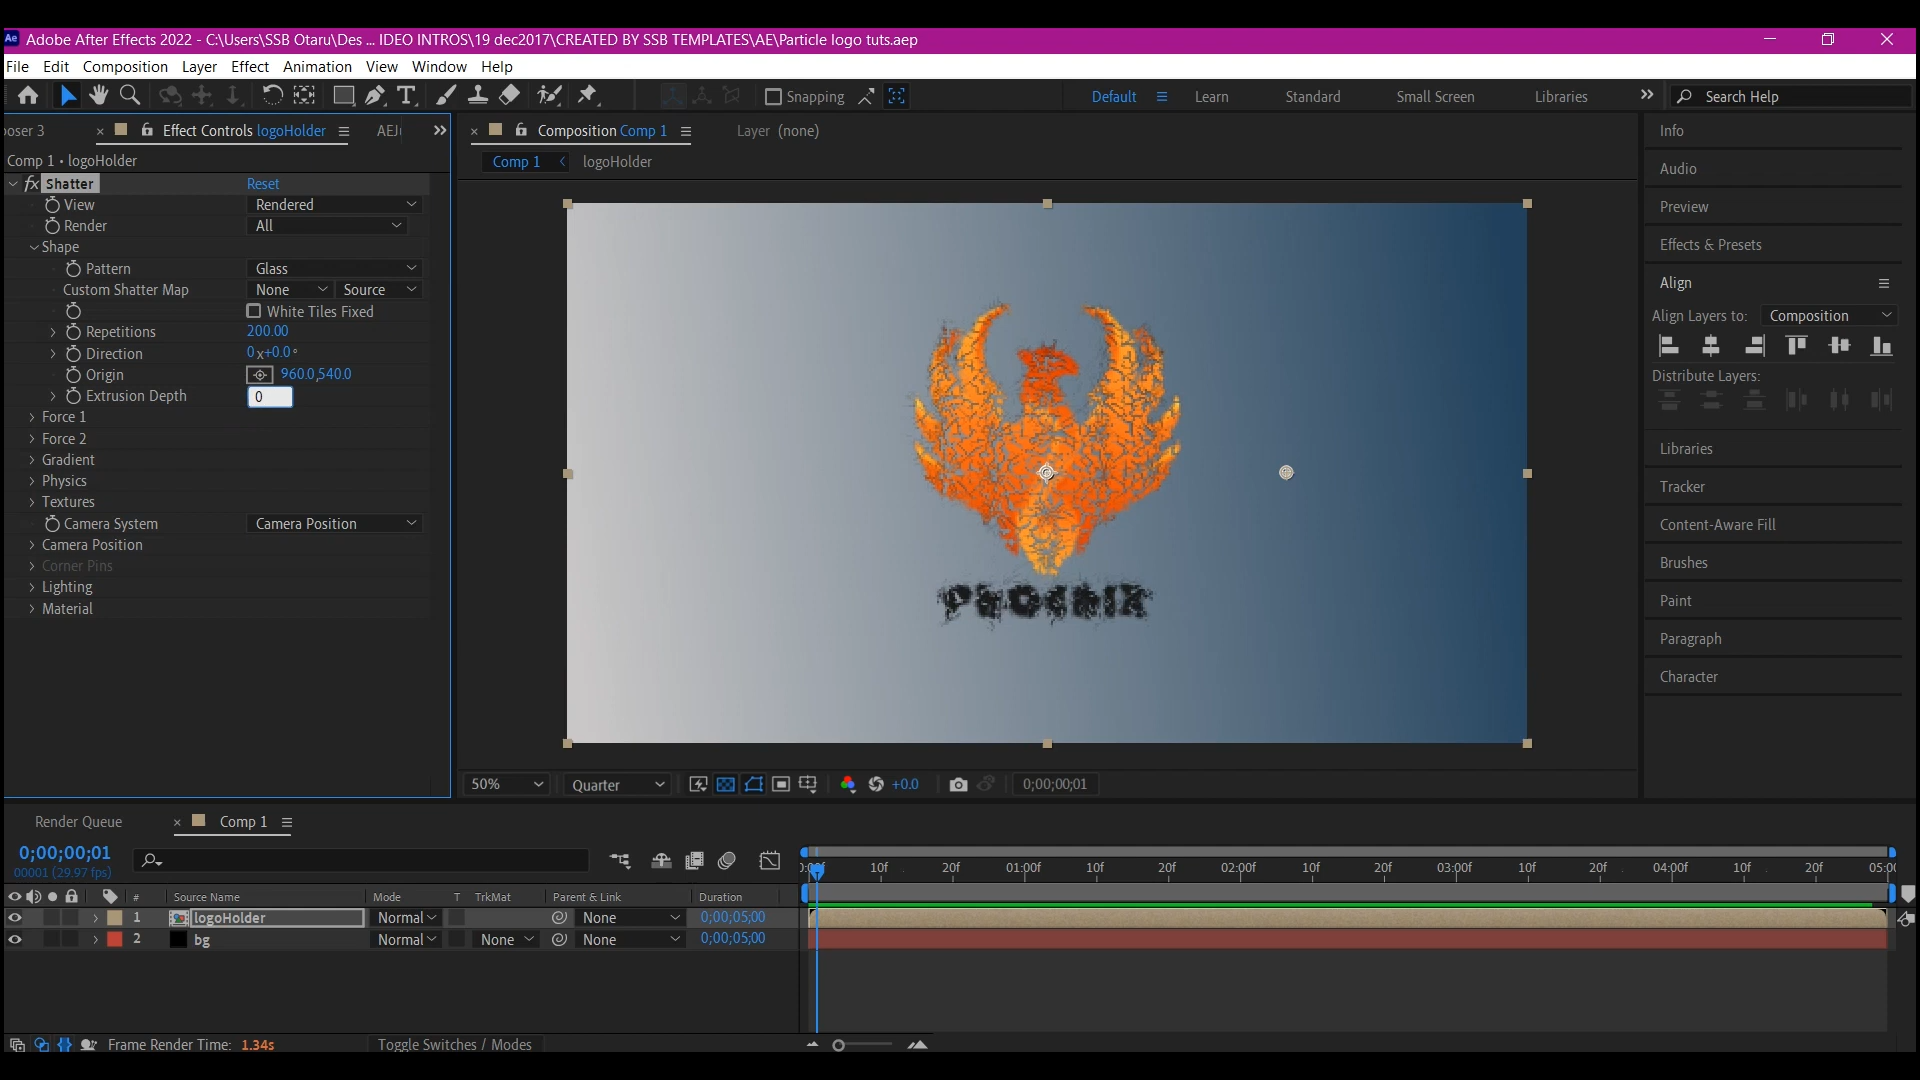 Ae Adobe After Effects 2022 - C:\Users\SSB Otaru\Des ... IDEO INTROS\19 dec2017\CREATED BY SSB TEMPLATES\AE\Particle logo tuts.aep
File Edit Composition Layer Effect Animation View Window Help
Snapping Default Learn Standard Small Screen Libraries Search Help
poser 3 × Effect Controls logoHolder × Composition Comp 1 Layer (none) Info
Comp 1 • logoHolder
Comp 1 logoHolder
fx Shatter Reset
View Rendered
Render All
Shape
Pattern Glass
Custom Shatter Map None Source
White Tiles Fixed
Repetitions 200.00
Direction 0x+0.0°
Origin 960.0,540.0
Extrusion Depth 0
Force 1
Force 2
Gradient
Physics
Textures
Camera System Camera Position
Camera Position
Corner Pins
Lighting
Material
PHOENIX
50% Quarter +0.0 0;00;00;01
Audio
Preview
Effects & Presets
Align
Align Layers to: Composition
Distribute Layers:
Libraries
Tracker
Content-Aware Fill
Brushes
Paint
Paragraph
Character
Render Queue × Comp 1
0;00;00;01
00001 (29.97 fps)
10f 20f 01:00f 10f 20f 02:00f 10f 20f 03:00f 10f 20f 04:00f 10f 20f
# Source Name Mode T TrkMat Parent & Link Duration
1 logoHolder Normal None 0;00;05;00
2 bg Normal None None 0;00;05;00
Frame Render Time: 1.34s Toggle Switches / Modes